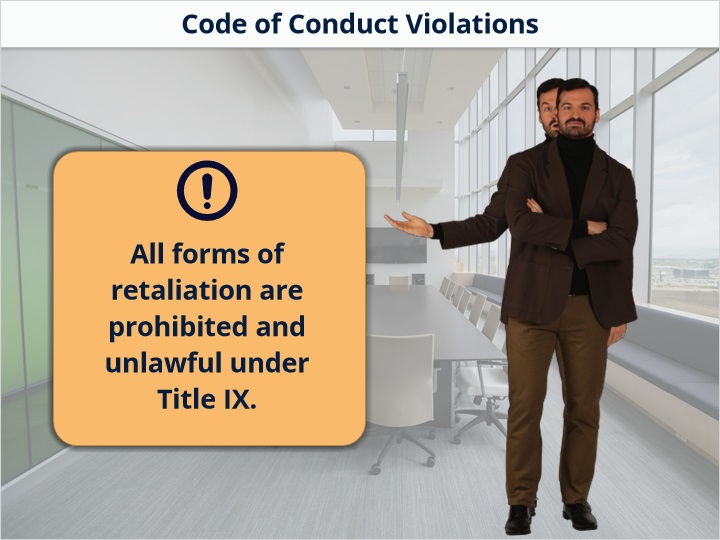 Code of Conduct Violations
All forms of
retaliation are
prohibited and
unlawful under
Title IX.